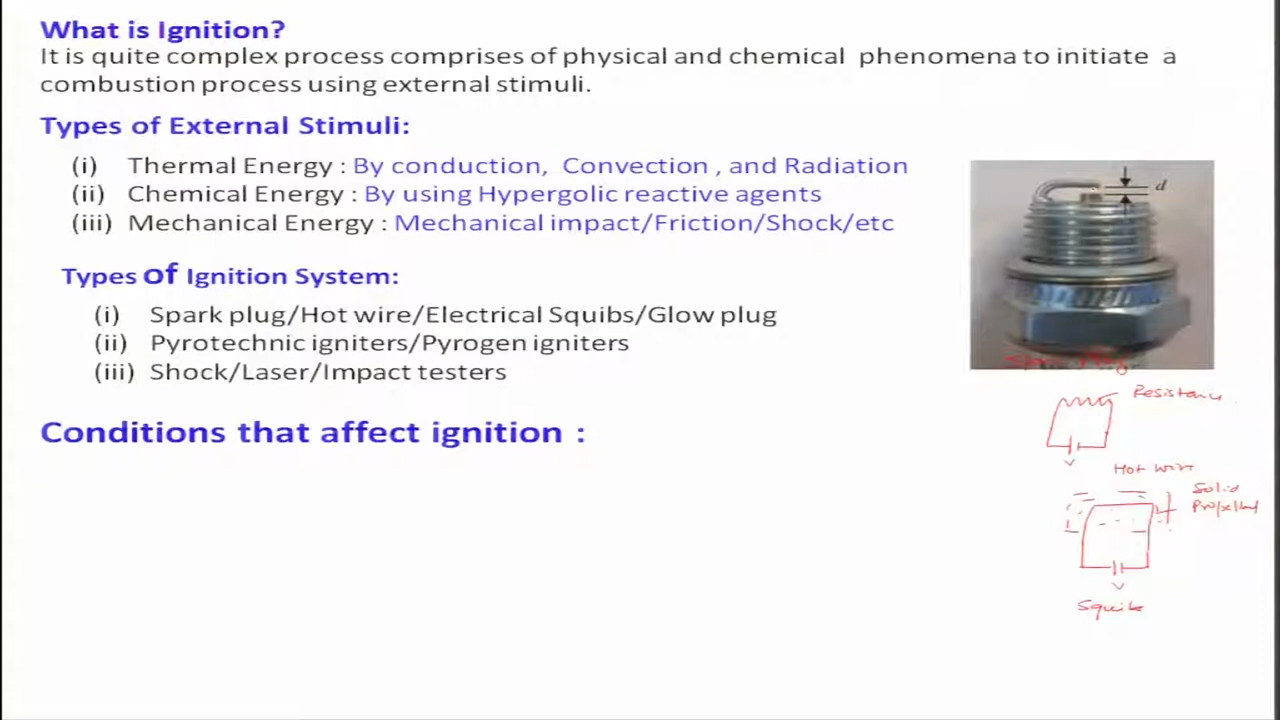 What is Ignition?
It is quite complex process comprises of physical and chemical phenomena to initiate a
combustion process using external stimuli.
Types of External Stimuli:
(i) Thermal Energy : By conduction, Convection , and Radiation
(ii) Chemical Energy : By using Hypergolic reactive agents
(iii) Mechanical Energy : Mechanical impact/Friction/Shock/etc
Types of Ignition System:
(i) Spark plug/Hot wire/Electrical Squibs/Glow plug
(ii) Pyrotechnic igniters/Pyrogen igniters
(iii) Shock/Laser/Impact testers
Conditions that affect ignition :
d
Spark Plug
Resistance
V
Hot wire
Solid
Propellant
V
Squib